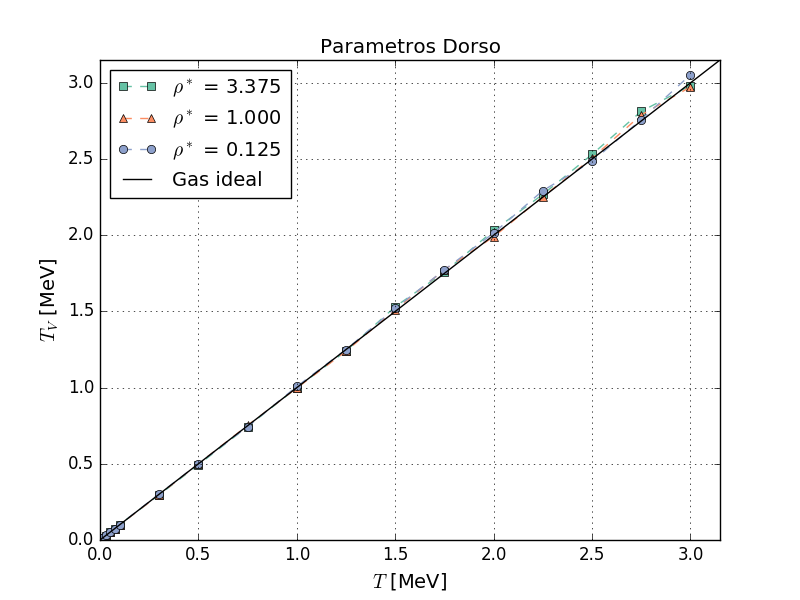 Parametros Dorso
ρ* = 3.375
ρ* = 1.000
ρ* = 0.125
Gas ideal
T_V [MeV]
3.0
2.5
2.0
1.5
1.0
0.5
0.0
0.0 0.5 1.0 1.5 2.0 2.5 3.0
T [MeV]